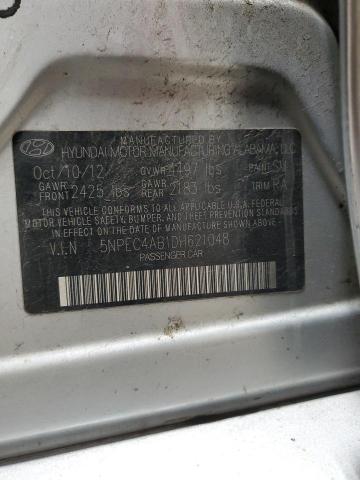 MANUFACTURED BY
HYUNDAI MOTOR MANUFACTURING ALABAMA, LLC
Oct/10/12 GVWR 4497 lbs PAINT SM
GAWR FRONT 2425 lbs GAWR REAR 2183 lbs TRIM RA
THIS VEHICLE CONFORMS TO ALL APPLICABLE U.S.A. FEDERAL
MOTOR VEHICLE SAFETY, BUMPER, AND THEFT PREVENTION STANDARDS
IN EFFECT ON THE DATE OF MANUFACTURE SHOWN ABOVE.
V.I.N 5NPEC4AB1DH621048
PASSENGER CAR